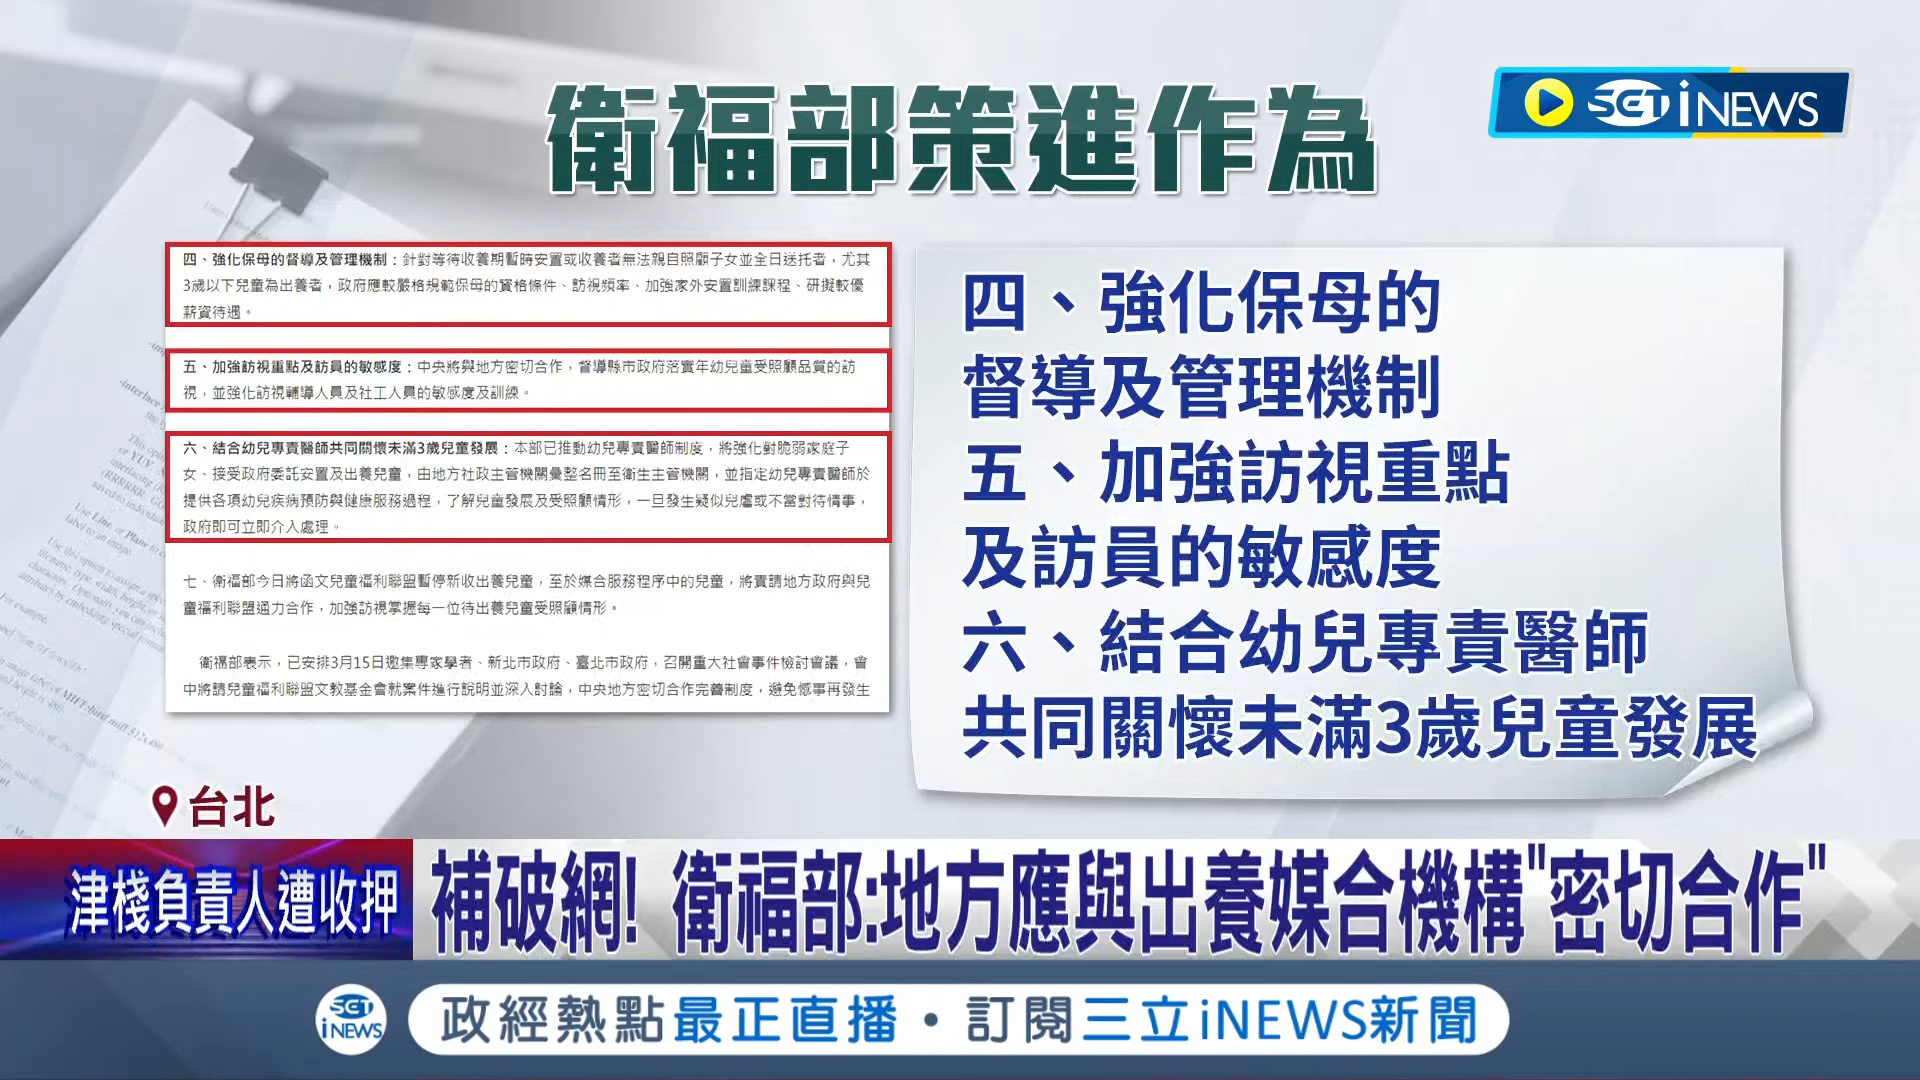 衛福部策進作為
SETiNEWS
四、強化保母的督導及管理機制：針對等待收養期暫時安置或收養者無法親自照顧子女並全日送托者，尤其
3歲以下兒童為出養者，政府應較嚴格規範保母的資格條件、訪視頻率、加強家外安置訓練課程、研擬較優
薪資待遇。
五、加強訪視重點及訪員的敏感度：中央將與地方密切合作，督導縣市政府落實年幼兒童受照顧品質的訪
視，並強化訪視輔導人員及社工人員的敏感度及訓練。
六、結合幼兒專責醫師共同關懷未滿3歲兒童發展：本部已推動幼兒專責醫師制度，將強化對脆弱家庭子
女、接受政府委託安置及出養兒童，由地方社政主管機關彙整名冊至衛生主管機關，並指定幼兒專責醫師於
提供各項幼兒疾病預防與健康服務過程，了解兒童發展及受照顧情形，一旦發生疑似兒虐或不當對待情事，
政府即可立即介入處理。
七、衛福部今日將函文兒童福利聯盟暫停新收出養兒童，至於媒合服務程序中的兒童，將責請地方政府與兒
童福利聯盟通力合作，加強訪視掌握每一位待出養兒童受照顧情形。
衛福部表示，已安排3月15日邀集專家學者、新北市政府、臺北市政府，召開重大社會事件檢討會議，會
中將請兒童福利聯盟文教基金會就案件進行說明並深入討論，中央地方密切合作完善制度，避免憾事再發生
四、強化保母的
督導及管理機制
五、加強訪視重點
及訪員的敏感度
六、結合幼兒專責醫師
共同關懷未滿3歲兒童發展
台北
津棧負責人遭收押
補破網! 衛福部:地方應與出養媒合機構"密切合作"
SET iNEWS
政經熱點最正直播・訂閱三立iNEWS新聞